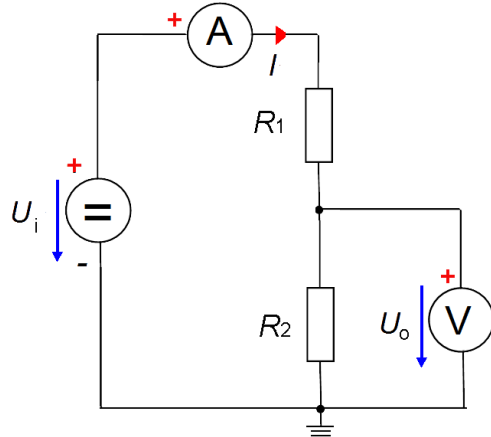 + A
I
R1
+
Ui =
-
+
R2 Uo V